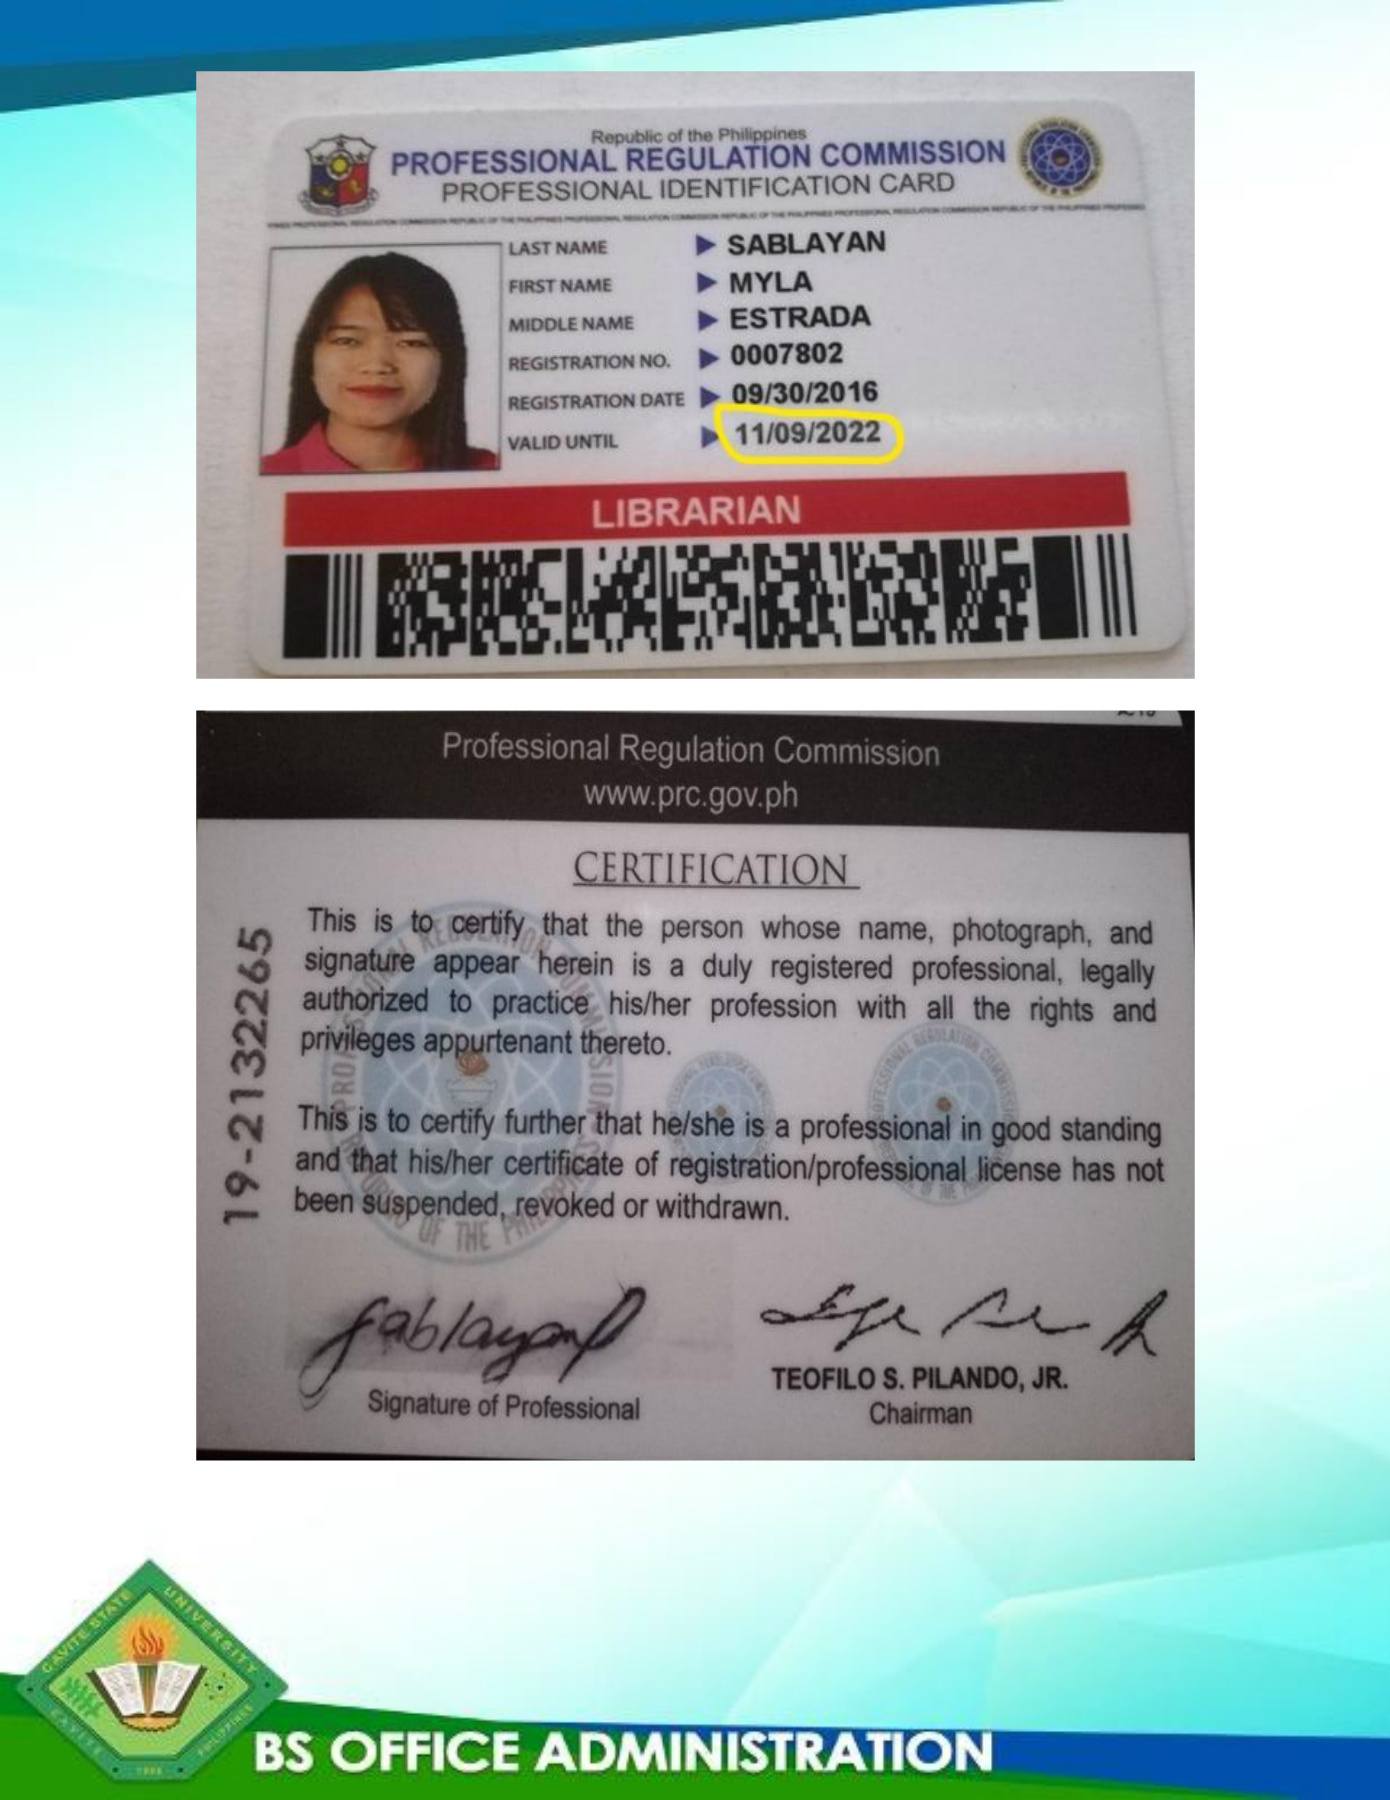 Republic of the Philippines
PROFESSIONAL REGULATION COMMISSION
PROFESSIONAL IDENTIFICATION CARD
LAST NAME SABLAYAN
FIRST NAME MYLA
MIDDLE NAME ESTRADA
REGISTRATION NO. 0007802
REGISTRATION DATE 09/30/2016
VALID UNTIL 11/09/2022
LIBRARIAN
Professional Regulation Commission
www.prc.gov.ph
CERTIFICATION
19-2132265
This is to certify that the person whose name, photograph, and
signature appear herein is a duly registered professional, legally
authorized to practice his/her profession with all the rights and
privileges appurtenant thereto.
This is to certify further that he/she is a professional in good standing
and that his/her certificate of registration/professional license has not
been suspended, revoked or withdrawn.
Sablayan
TEOFILO S. PILANDO, JR.
Signature of Professional
Chairman
CAVITE STATE UNIVERSITY
CAVITE PHILIPPINES
BS OFFICE ADMINISTRATION